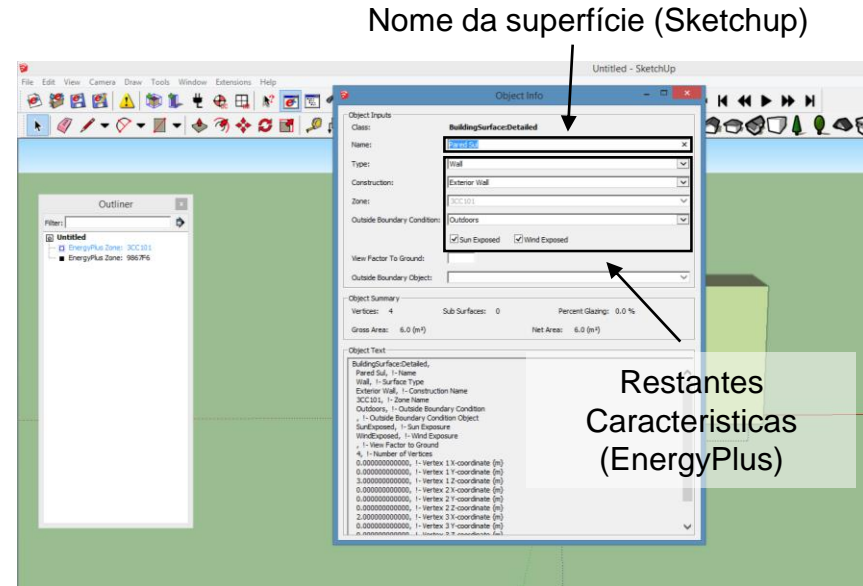 Nome da superfície (Sketchup)
Untitled - SketchUp
File Edit View Camera Draw Tools Window Extensions Help
Object Info
Object Inputs
Class: BuildingSurface:Detailed
Name: Pared Sul
Type: Wall
Construction: Exterior Wall
Zone: 3CC101
Outside Boundary Condition: Outdoors
Sun Exposed Wind Exposed
View Factor To Ground:
Outside Boundary Object:
Object Summary
Vertices: 4 Sub Surfaces: 0 Percent Glazing: 0.0 %
Gross Area: 6.0 (m²) Net Area: 6.0 (m²)
Object Text
BuildingSurface:Detailed,
Pared Sul, !- Name
Wall, !- Surface Type
Exterior Wall, !- Construction Name
3CC101, !- Zone Name
Outdoors, !- Outside Boundary Condition
, !- Outside Boundary Condition Object
SunExposed, !- Sun Exposure
WindExposed, !- Wind Exposure
, !- View Factor to Ground
4, !- Number of Vertices
0.000000000000, !- Vertex 1 X-coordinate {m}
0.000000000000, !- Vertex 1 Y-coordinate {m}
3.000000000000, !- Vertex 1 Z-coordinate {m}
0.000000000000, !- Vertex 2 X-coordinate {m}
0.000000000000, !- Vertex 2 Y-coordinate {m}
0.000000000000, !- Vertex 2 Z-coordinate {m}
2.000000000000, !- Vertex 3 X-coordinate {m}
0.000000000000, !- Vertex 3 Y-coordinate {m}
0.000000000000, !- Vertex 3 Z-coordinate {m}
Outliner
Filter:
Untitled
EnergyPlus Zone: 3CC101
EnergyPlus Zone: 9867F6
Restantes
Caracteristicas
(EnergyPlus)